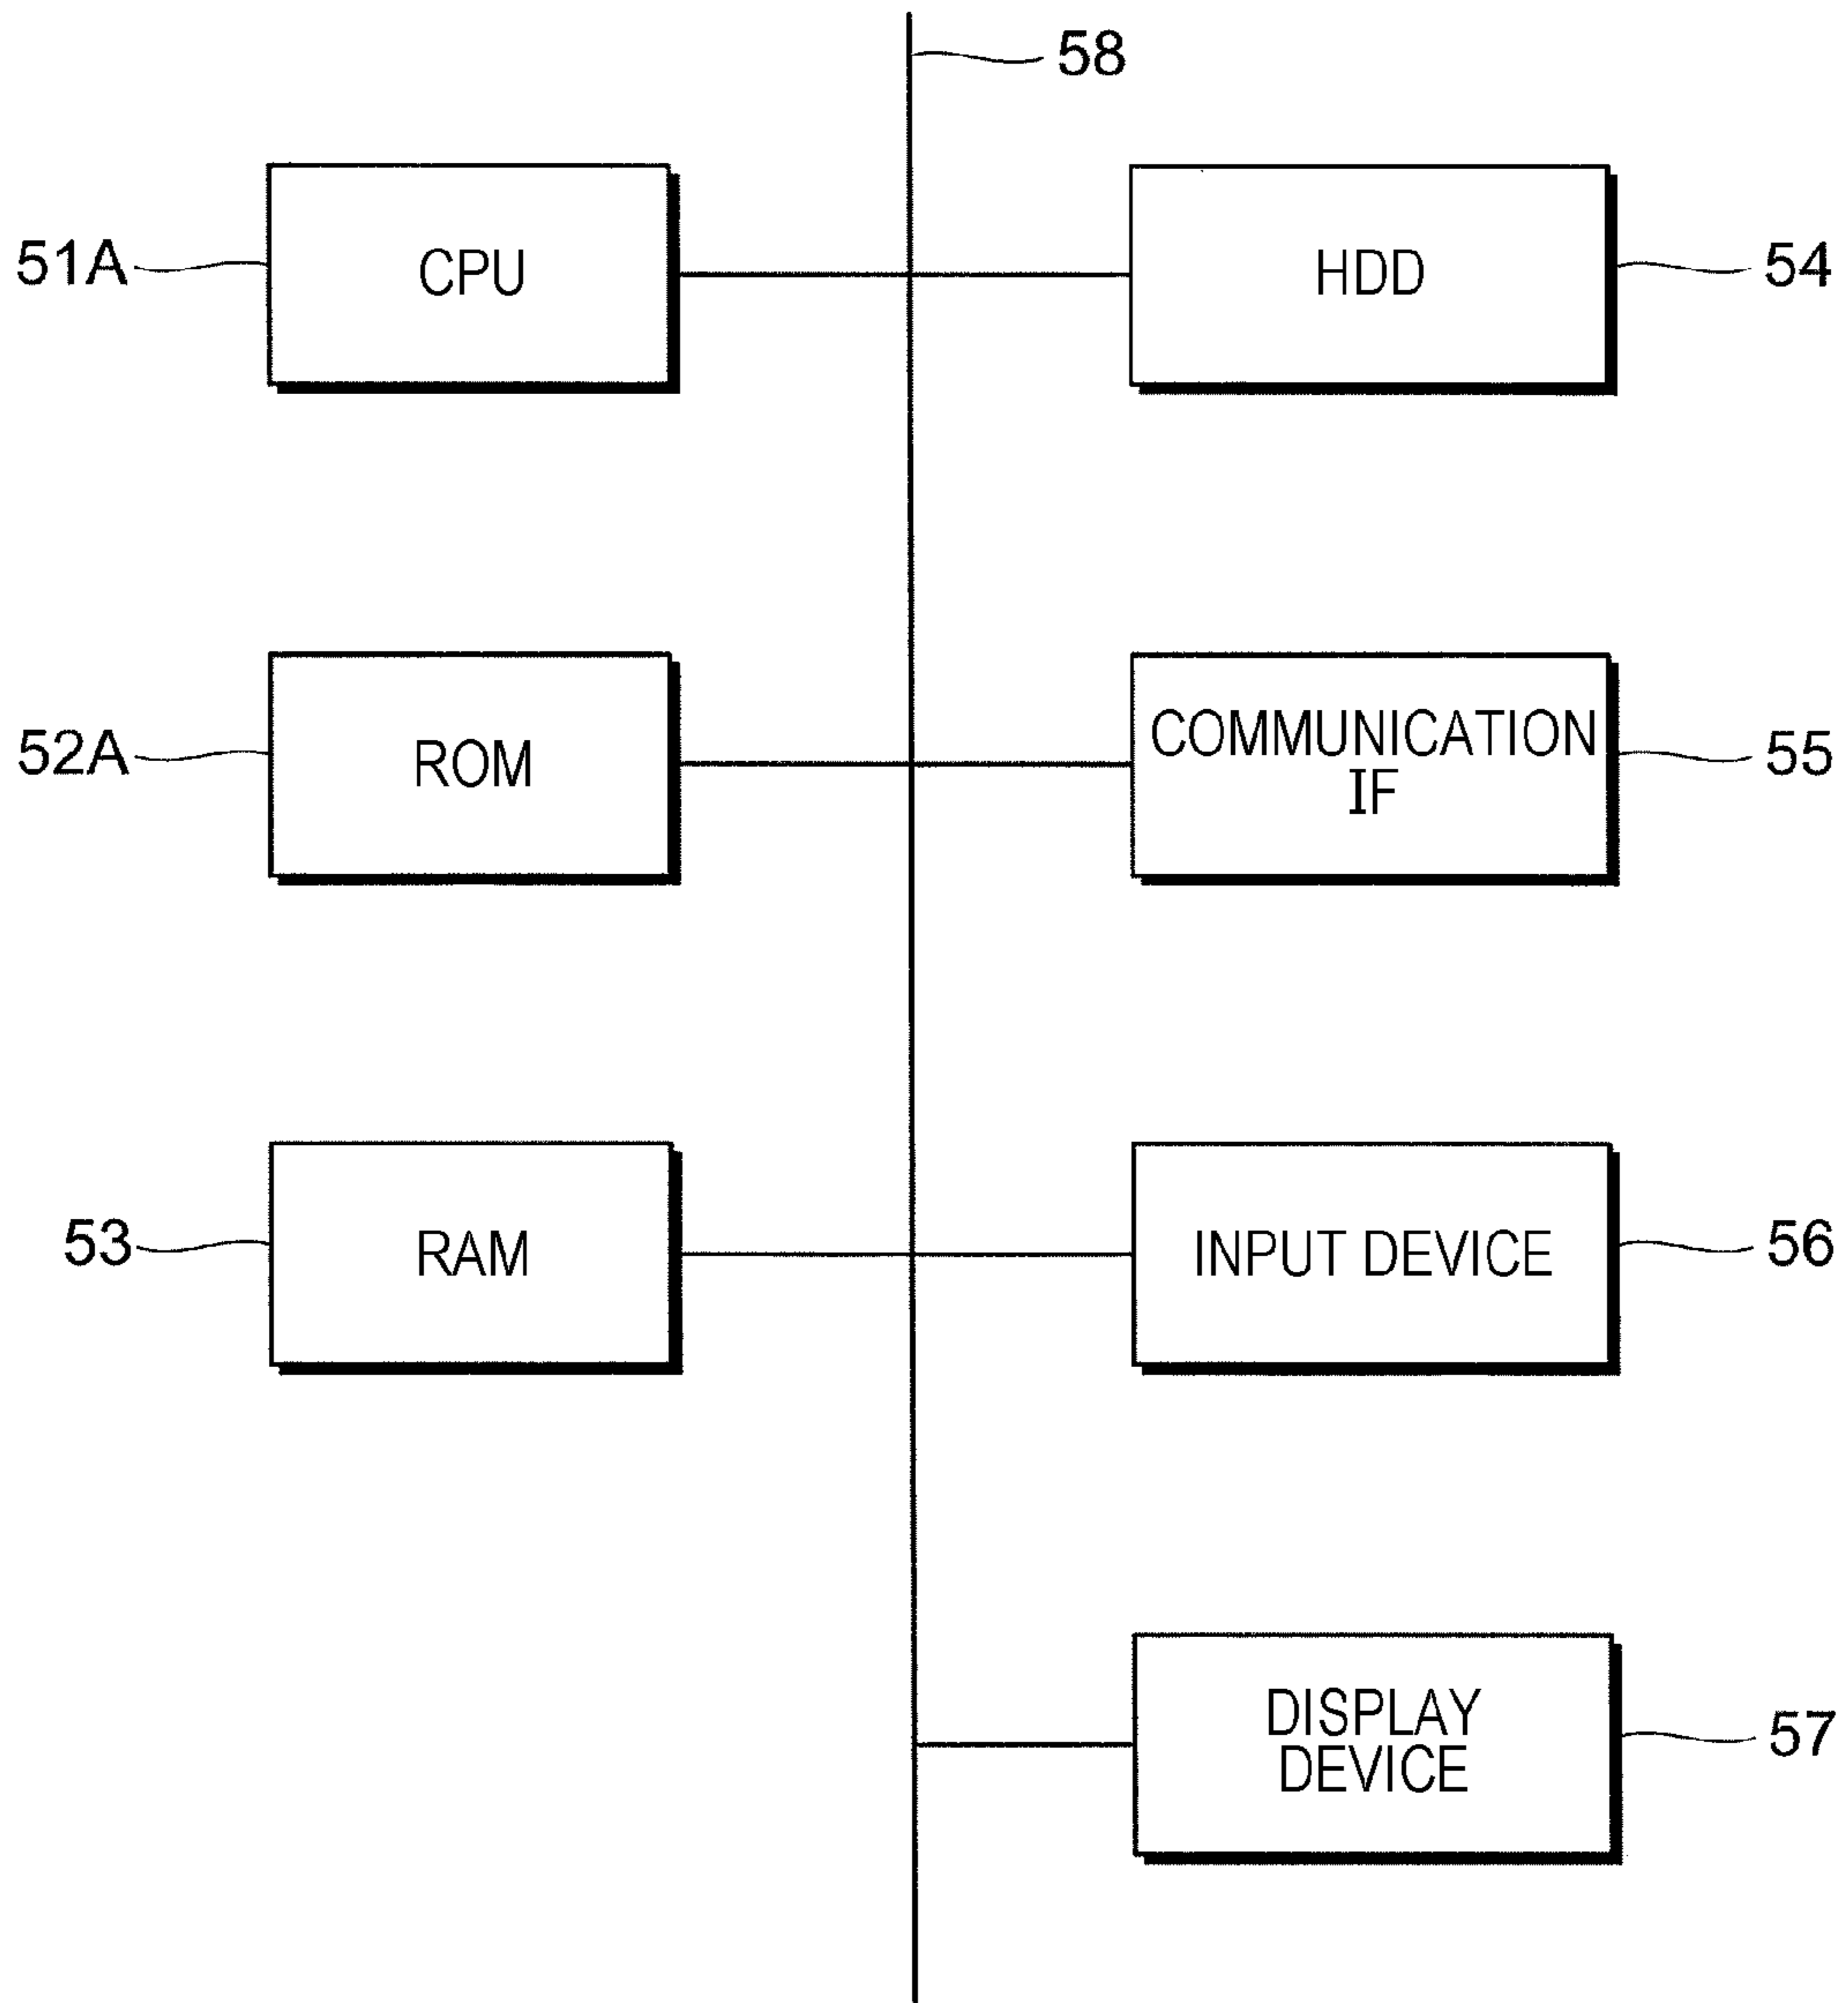 58
51A
CPU
HDD
54
52A
ROM
COMMUNICATION
IF
55
53
RAM
INPUT DEVICE
56
DISPLAY
DEVICE
57